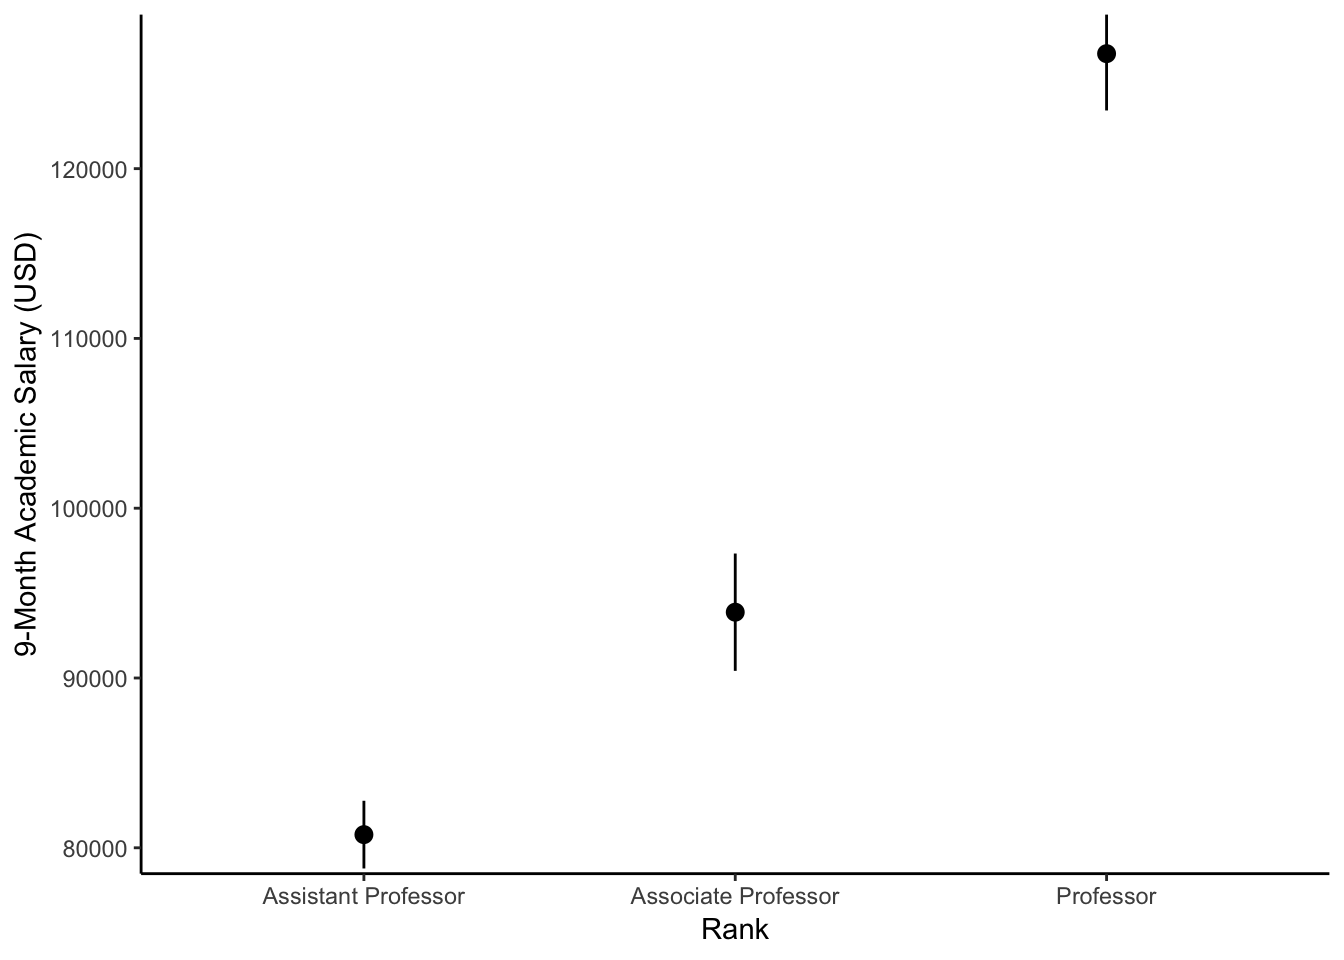 120000
110000
100000
90000
80000
9-Month Academic Salary (USD)
Assistant Professor
Associate Professor
Professor
Rank